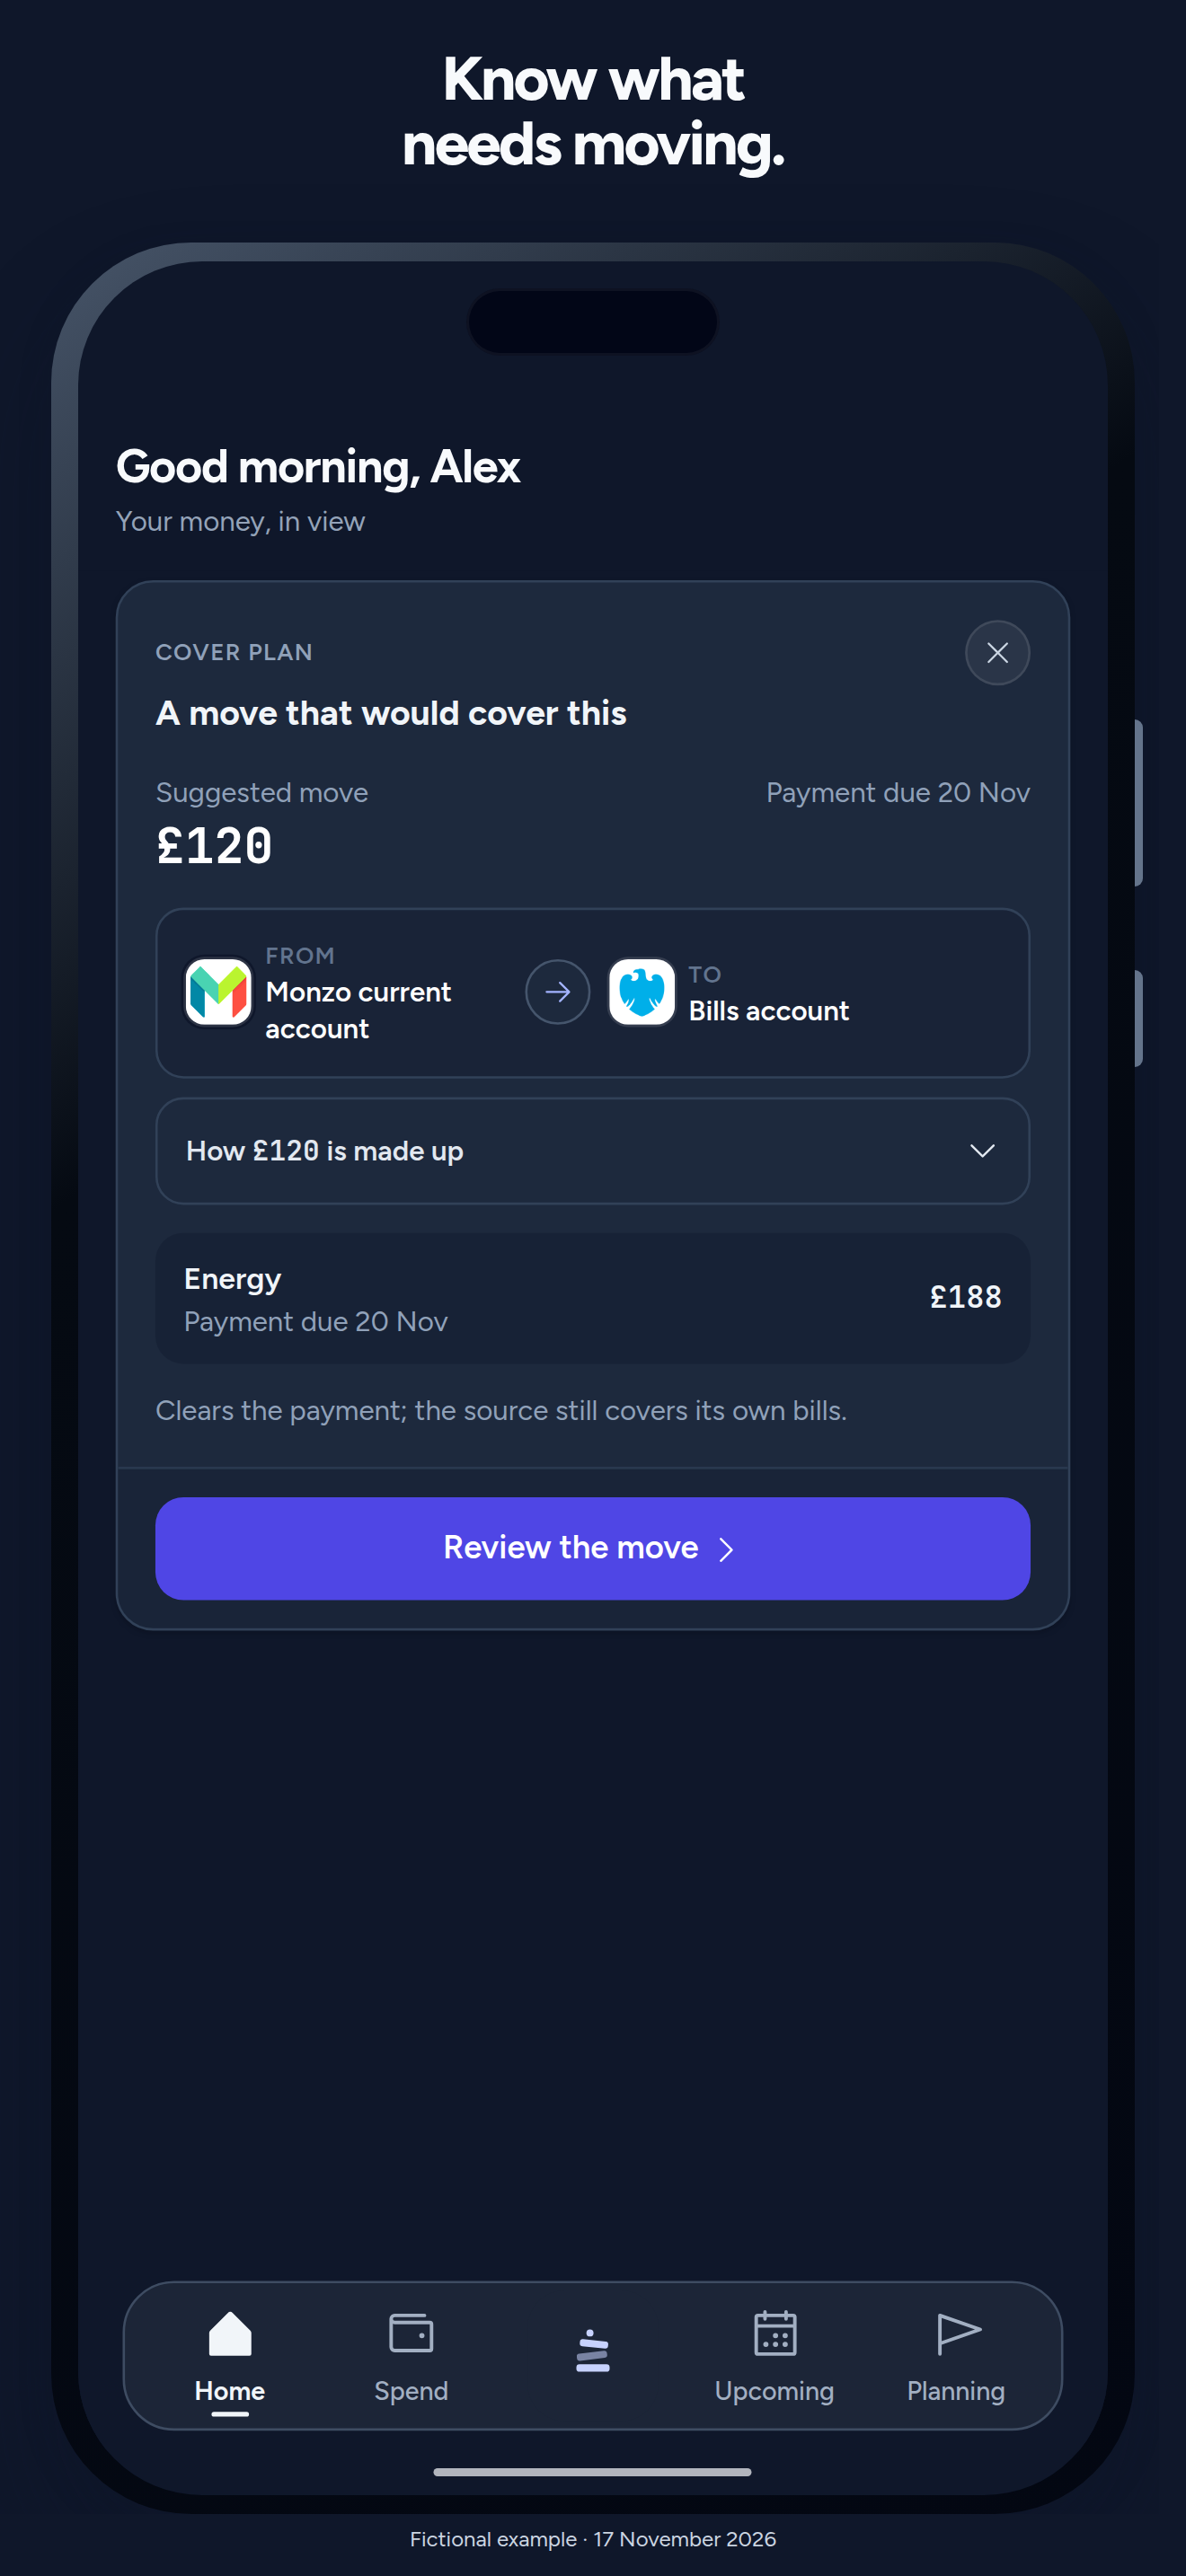 Know what
needs moving.
Good morning, Alex
Your money, in view
COVER PLAN
A move that would cover this
Suggested move
Payment due 20 Nov
£120
FROM
Monzo current
account
TO
Bills account
How £120 is made up
Energy
Payment due 20 Nov
£188
Clears the payment; the source still covers its own bills.
Review the move
Home
Spend
Upcoming
Planning
Fictional example · 17 November 2026